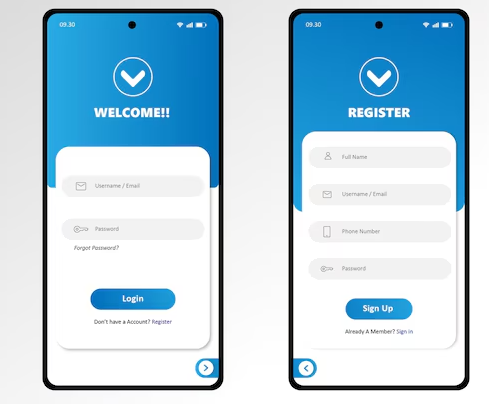 09.30
WELCOME!!
Username / Email
Password
Forgot Password?
Login
Don't have a Account? Register
09.30
REGISTER
Full Name
Username / Email
Phone Number
Password
Sign Up
Already A Member? Sign in